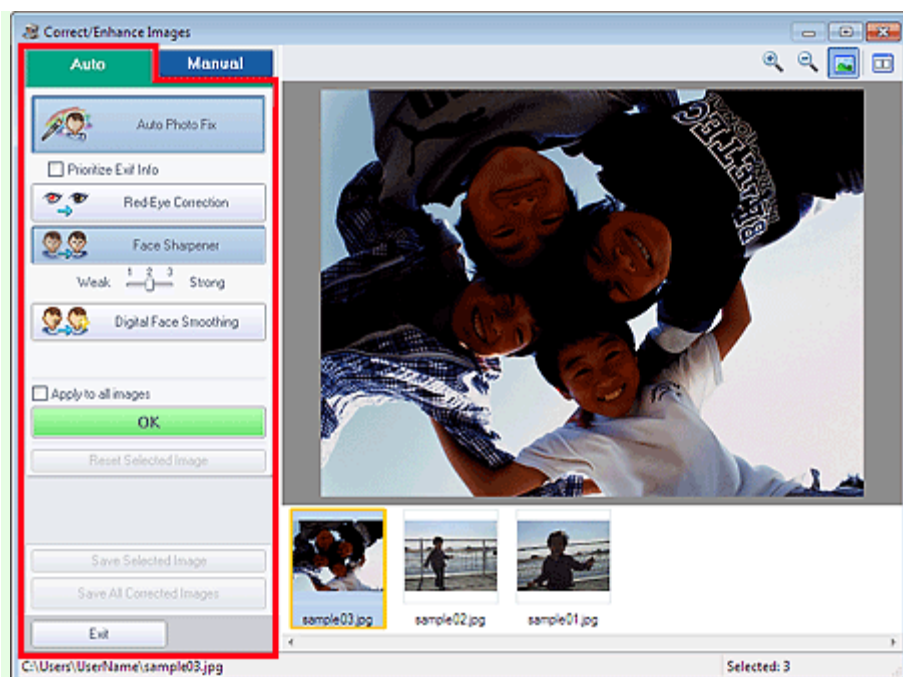 Correct/Enhance Images
Auto
Manual
Auto Photo Fix
Prioritize Exif Info
Red-Eye Correction
Face Sharpener
1 2 3
Weak Strong
Digital Face Smoothing
Apply to all images
OK
Reset Selected Image
Save Selected Image
Save All Corrected Images
Exit
sample03.jpg
sample02.jpg
sample01.jpg
C:\Users\UserName\sample03.jpg
Selected: 3